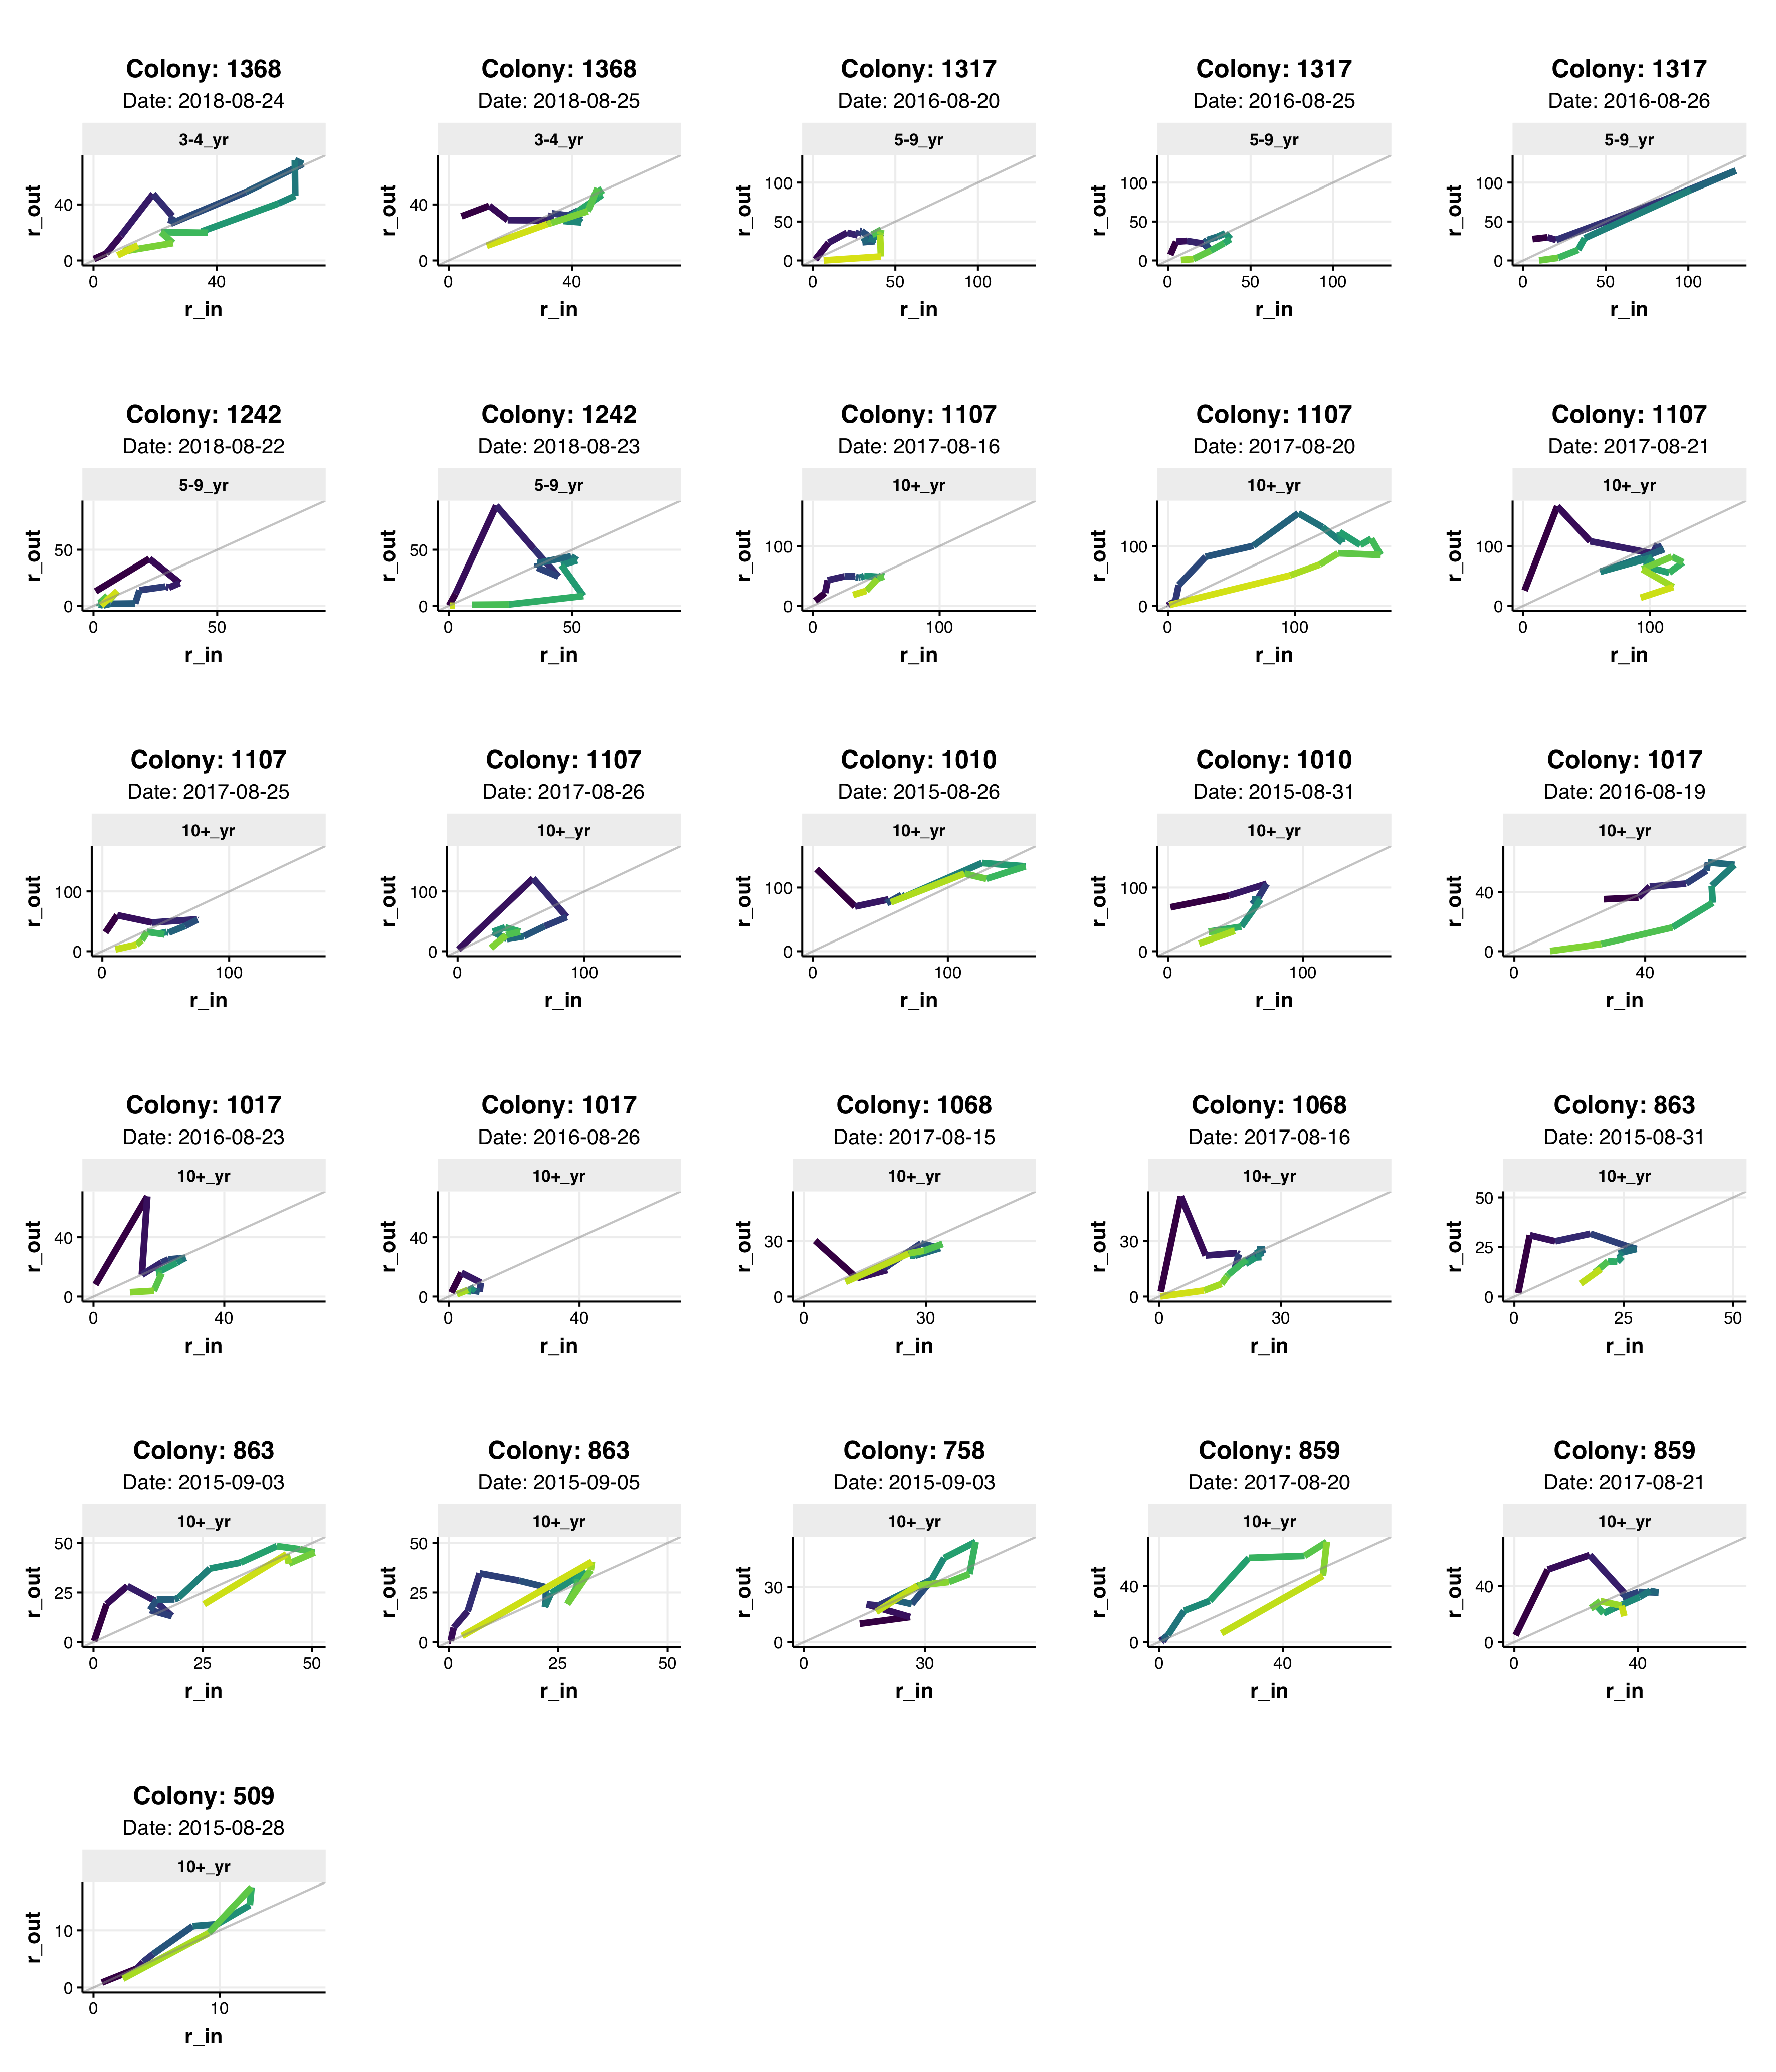 Colony: 1368 Colony: 1368 Colony: 1317 Colony: 1317 Colony: 1317
Date: 2018-08-24 Date: 2018-08-25 Date: 2016-08-20 Date: 2016-08-25 Date: 2016-08-26
3-4_yr 3-4_yr 5-9_yr 5-9_yr 5-9_yr
r_out 40 0 r_out 40 0 r_out 100 50 0 r_out 100 50 0 r_out 100 50 0
0 40 0 40 0 50 100 0 50 100 0 50 100
r_in r_in r_in r_in r_in
Colony: 1242 Colony: 1242 Colony: 1107 Colony: 1107 Colony: 1107
Date: 2018-08-22 Date: 2018-08-23 Date: 2017-08-16 Date: 2017-08-20 Date: 2017-08-21
5-9_yr 5-9_yr 10+_yr 10+_yr 10+_yr
r_out 50 0 r_out 50 0 r_out 100 0 r_out 100 0 r_out 100 0
0 50 0 50 0 100 0 100 0 100
r_in r_in r_in r_in r_in
Colony: 1107 Colony: 1107 Colony: 1010 Colony: 1010 Colony: 1017
Date: 2017-08-25 Date: 2017-08-26 Date: 2015-08-26 Date: 2015-08-31 Date: 2016-08-19
10+_yr 10+_yr 10+_yr 10+_yr 10+_yr
r_out 100 0 r_out 100 0 r_out 100 0 r_out 100 0 r_out 40 0
0 100 0 100 0 100 0 100 0 40
r_in r_in r_in r_in r_in
Colony: 1017 Colony: 1017 Colony: 1068 Colony: 1068 Colony: 863
Date: 2016-08-23 Date: 2016-08-26 Date: 2017-08-15 Date: 2017-08-16 Date: 2015-08-31
10+_yr 10+_yr 10+_yr 10+_yr 10+_yr
r_out 40 0 r_out 40 0 r_out 30 0 r_out 30 0 r_out 50 25 0
0 40 0 40 0 30 0 30 0 25 50
r_in r_in r_in r_in r_in
Colony: 863 Colony: 863 Colony: 758 Colony: 859 Colony: 859
Date: 2015-09-03 Date: 2015-09-05 Date: 2015-09-03 Date: 2017-08-20 Date: 2017-08-21
10+_yr 10+_yr 10+_yr 10+_yr 10+_yr
r_out 50 25 0 r_out 50 25 0 r_out 30 0 r_out 40 0 r_out 40 0
0 25 50 0 25 50 0 30 0 40 0 40
r_in r_in r_in r_in r_in
Colony: 509
Date: 2015-08-28
10+_yr
r_out 10 0
0 10
r_in